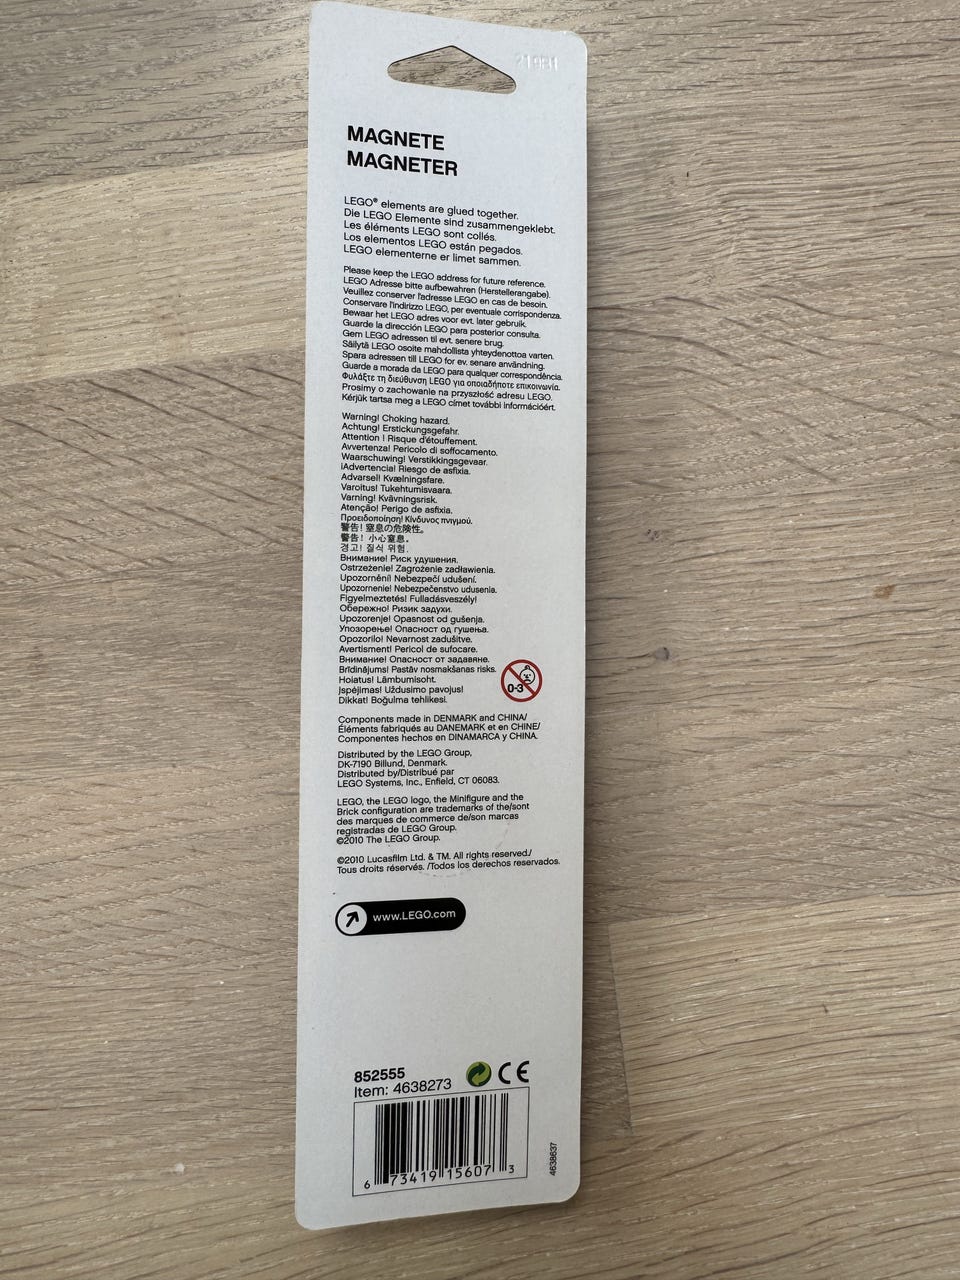 MAGNETE
MAGNETER
LEGO® elements are glued together.
Die LEGO Elemente sind zusammengeklebt.
Les éléments LEGO sont collés.
Los elementos LEGO están pegados.
LEGO elementerne er limet sammen.
Please keep the LEGO address for future reference.
LEGO Adresse bitte aufbewahren (Herstellerangabe).
Veuillez conserver l'adresse LEGO en cas de besoin.
Conservare l'indirizzo LEGO, per eventuale corrispondenza.
Bewaar het LEGO adres voor evt. later gebruik.
Guarde la dirección LEGO para posterior consulta.
Gem LEGO adressen til evt. senere brug.
Säilytä LEGO osoite mahdollista yhteydenottoa varten.
Spara adressen till LEGO for ev. senare användning.
Guarde a morada da LEGO para qualquer correspondência.
Φυλάξτε τη διεύθυνση LEGO για οποιαδήποτε επικοινωνία.
Prosimy o zachowanie na przyszłość adresu LEGO.
Kérjük tartsa meg a LEGO címet további információért.
Warning! Choking hazard.
Achtung! Erstickungsgefahr.
Attention ! Risque d'étouffement.
Avvertenza! Pericolo di soffocamento.
Waarschuwing! Verstikkingsgevaar.
¡Advertencia! Riesgo de asfixia.
Advarsel! Kvælningsfare.
Varoitus! Tukehtumisvaara.
Varning! Kvävningsrisk.
Atenção! Perigo de asfixia.
Προειδοποίηση! Κίνδυνος πνιγμού.
警告! 窒息の危険性。
警告! 小心窒息。
경고! 질식 위험.
Внимание! Риск удушения.
Ostrzeżenie! Zagrożenie zadławienia.
Upozornění! Nebezpečí udušení.
Upozornenie! Nebezpečenstvo udusenia.
Figyelmeztetés! Fulladásveszély!
Обережно! Ризик задухи.
Upozorenje! Opasnost od gušenja.
Упозорење! Опасност од гушења.
Opozorilo! Nevarnost zadušitve.
Avertisment! Pericol de sufocare.
Внимание! Опасност от задавяне.
Brīdinājums! Pastāv nosmakšanas risks.
Hoiatus! Lämbumisoht.
Įspėjimas! Uždusimo pavojus!
Dikkat! Boğulma tehlikesi.
0-3
Components made in DENMARK and CHINA/
Éléments fabriqués au DANEMARK et en CHINE/
Componentes hechos en DINAMARCA y CHINA.
Distributed by the LEGO Group,
DK-7190 Billund, Denmark.
Distributed by/Distribué par
LEGO Systems, Inc., Enfield, CT 06083.
LEGO, the LEGO logo, the Minifigure and the
Brick configuration are trademarks of the/sont
des marques de commerce de/son marcas
registradas de LEGO Group.
©2010 The LEGO Group.
©2010 Lucasfilm Ltd. & TM. All rights reserved./
Tous droits réservés. /Todos los derechos reservados.
www.LEGO.com
852555
Item: 4638273
CE
6 73419 15607 3
4638637